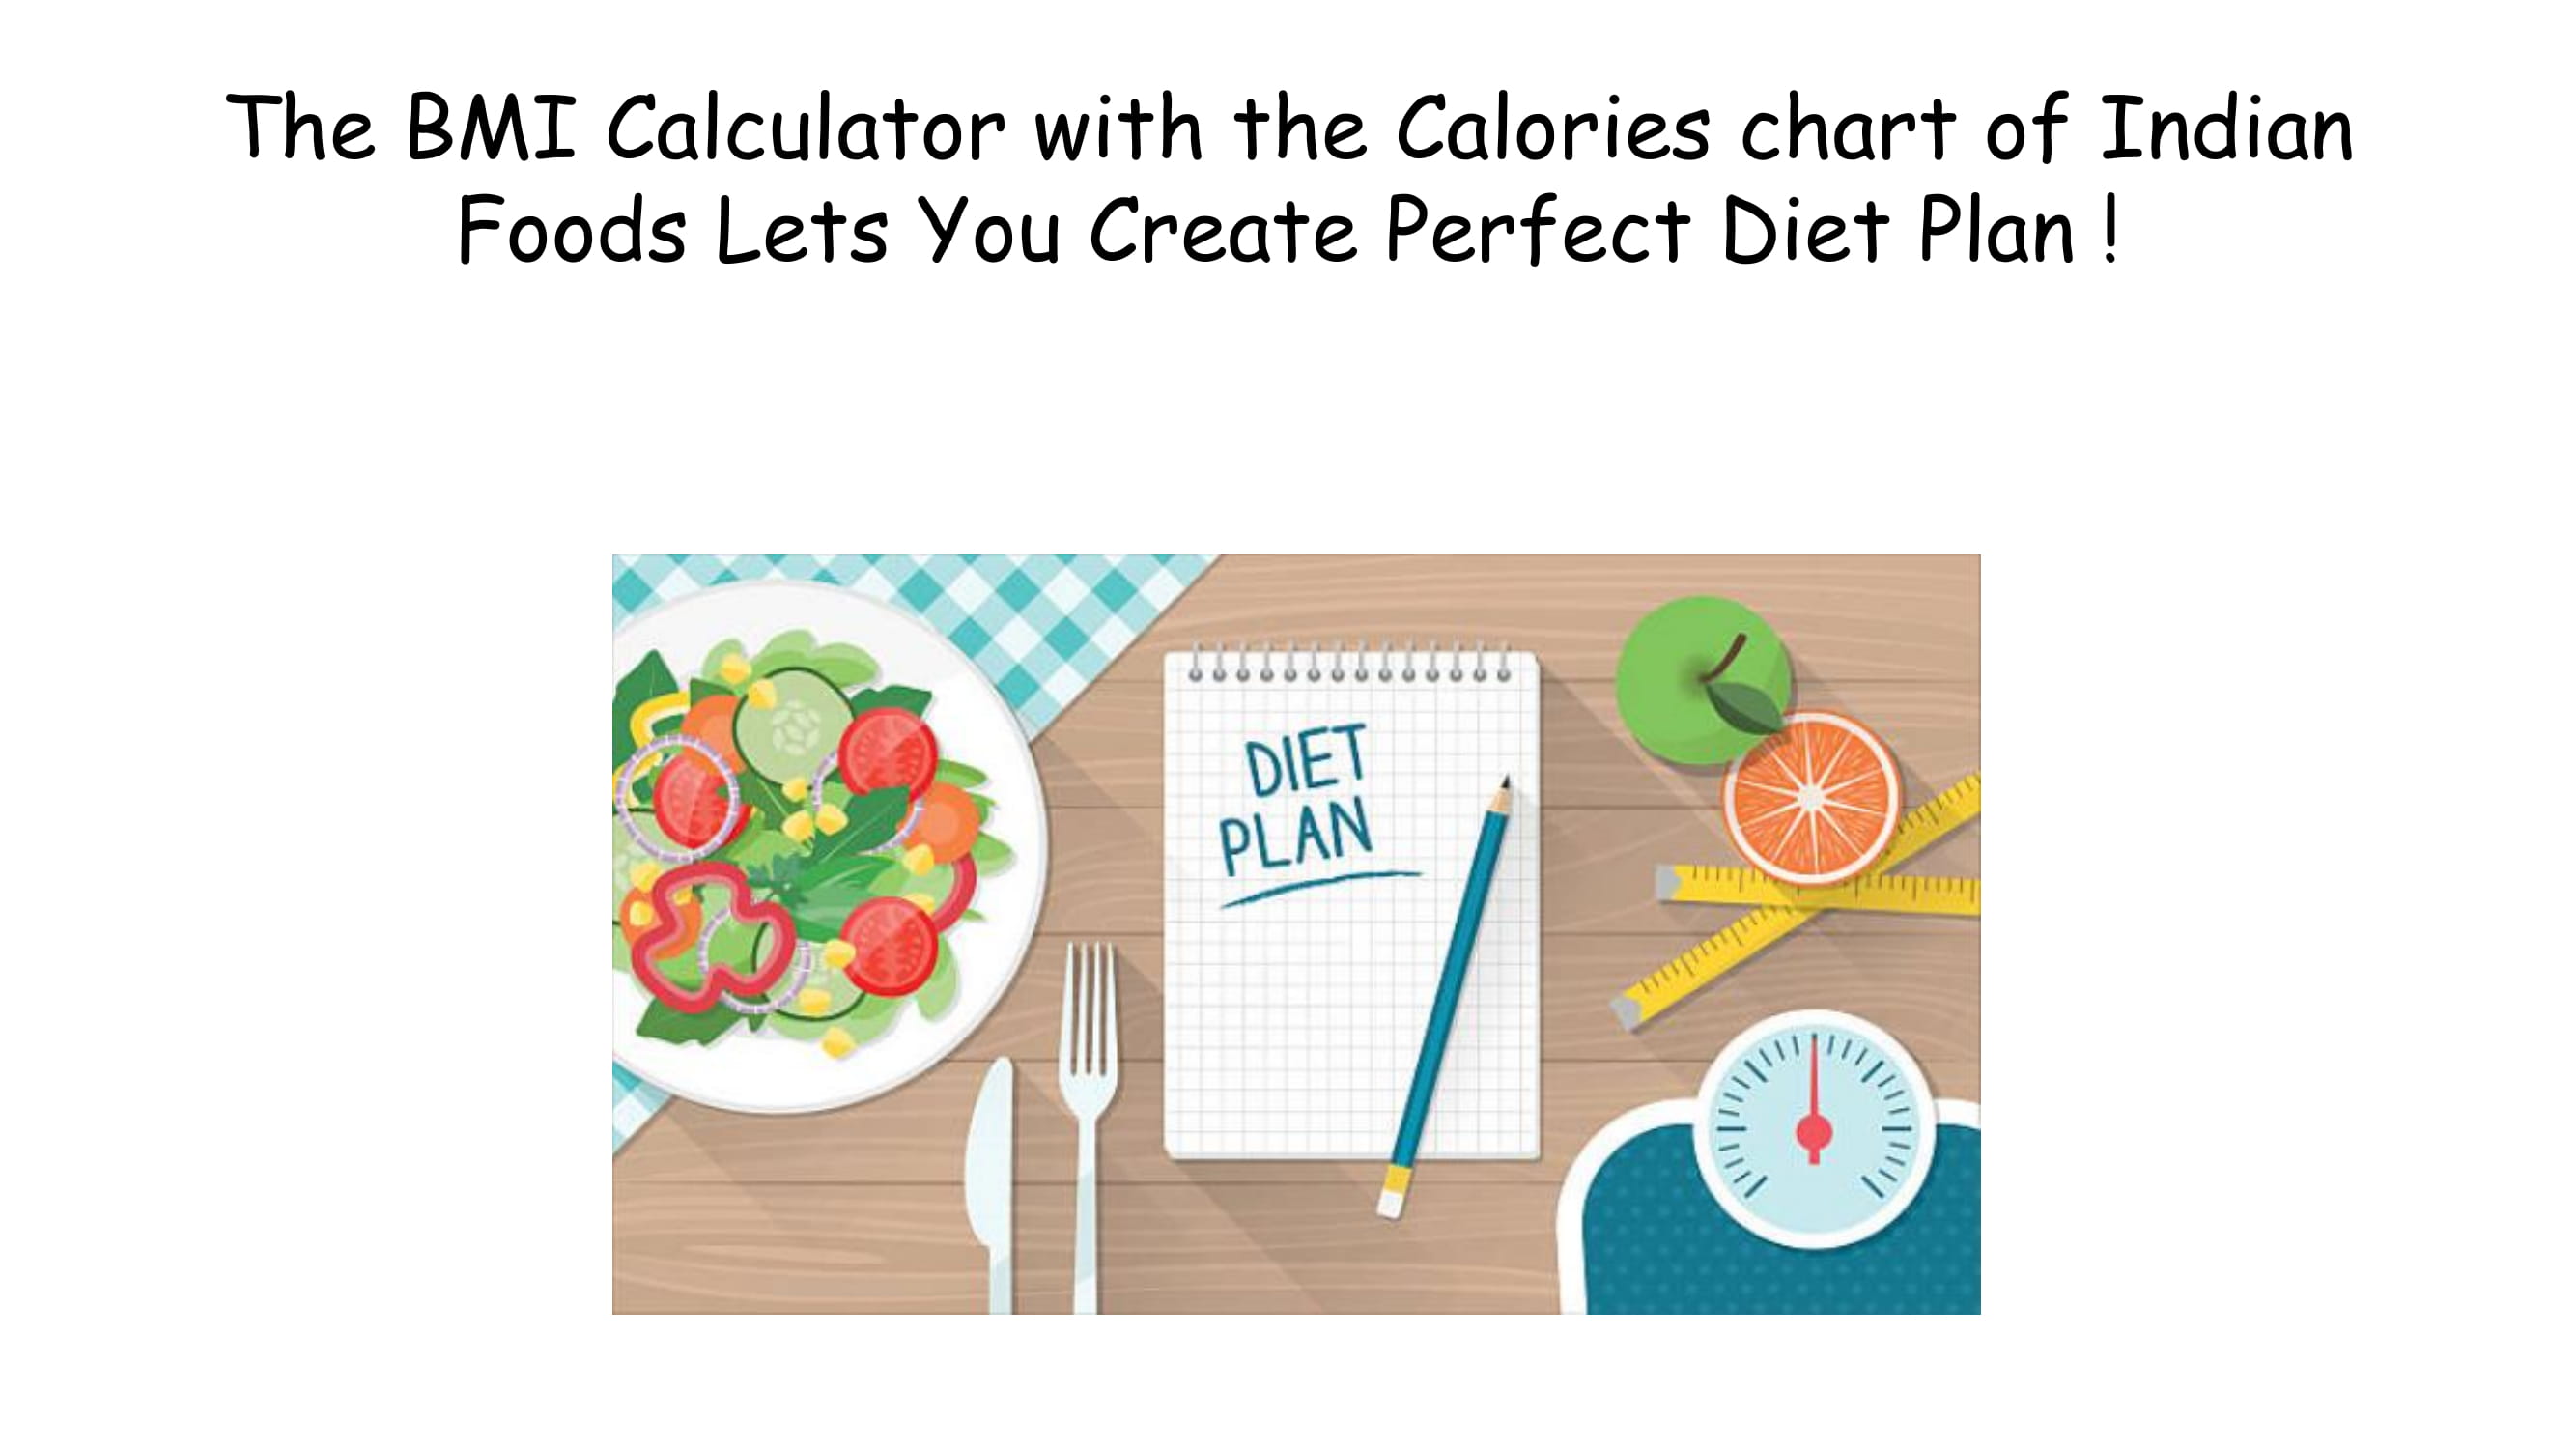 The BMI Calculator with the Calories chart of Indian
Foods Lets You Create Perfect Diet Plan !
DIET
PLAN